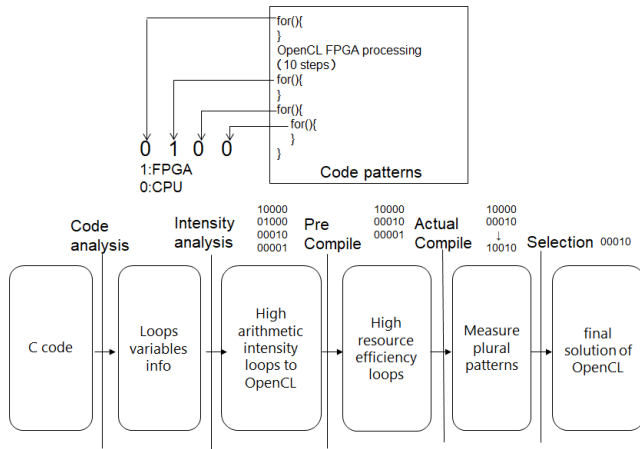 for(){
}
OpenCL FPGA processing
(10 steps)
for(){
}
for(){
for(){
}
}
Code patterns
0 1 0 0
1:FPGA
0:CPU
Code
analysis
Intensity
analysis
10000
01000
00010
00001
Pre
Compile
10000
00010
00001
Actual
Compile
10000
00010
↓
10010
Selection 00010
C code
Loops
variables
info
High
arithmetic
intensity
loops to
OpenCL
High
resource
efficiency
loops
Measure
plural
patterns
final
solution of
OpenCL